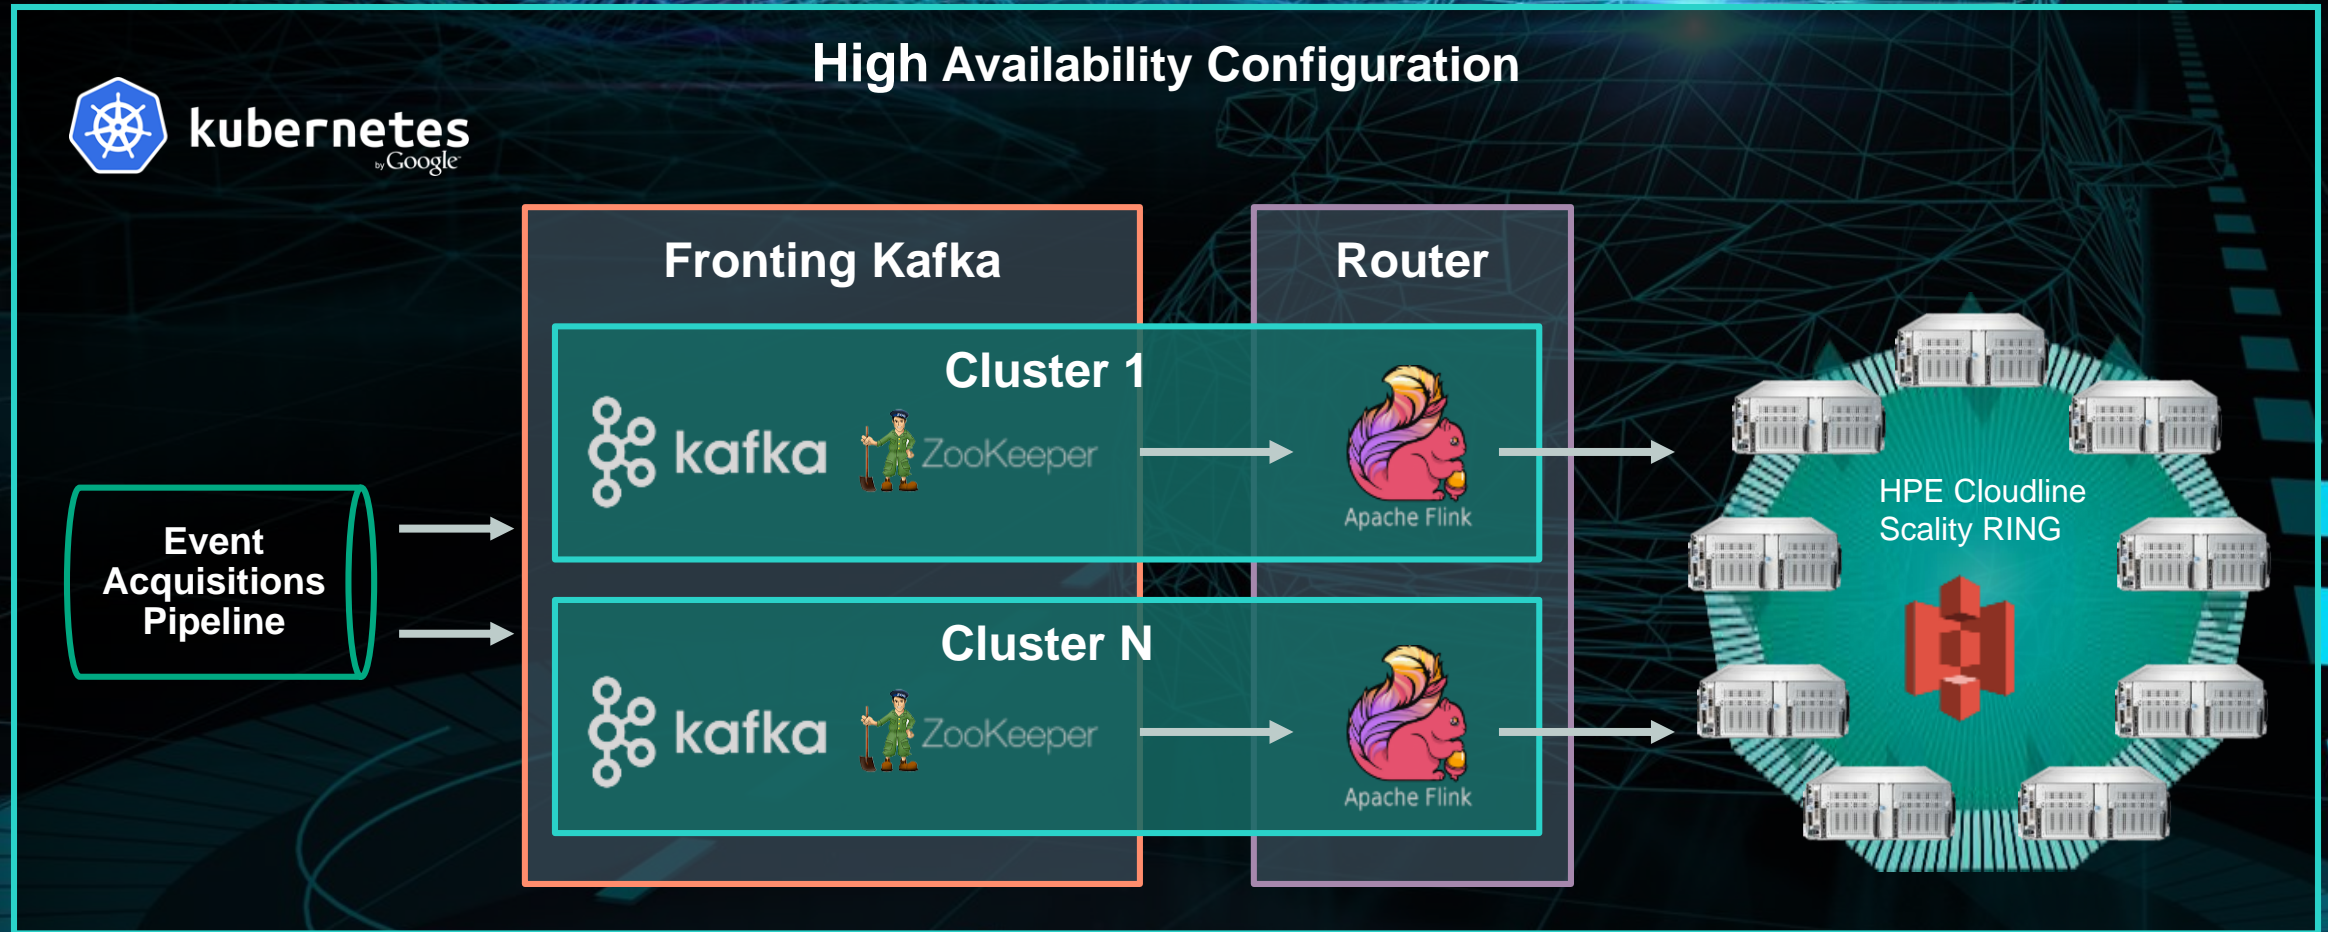 High Availability Configuration
kubernetes
by Google
Fronting Kafka
Router
Cluster 1
kafka
ZooKeeper
Apache Flink
Event
Acquisitions
Pipeline
HPE Cloudline
Scality RING
Cluster N
kafka
ZooKeeper
Apache Flink